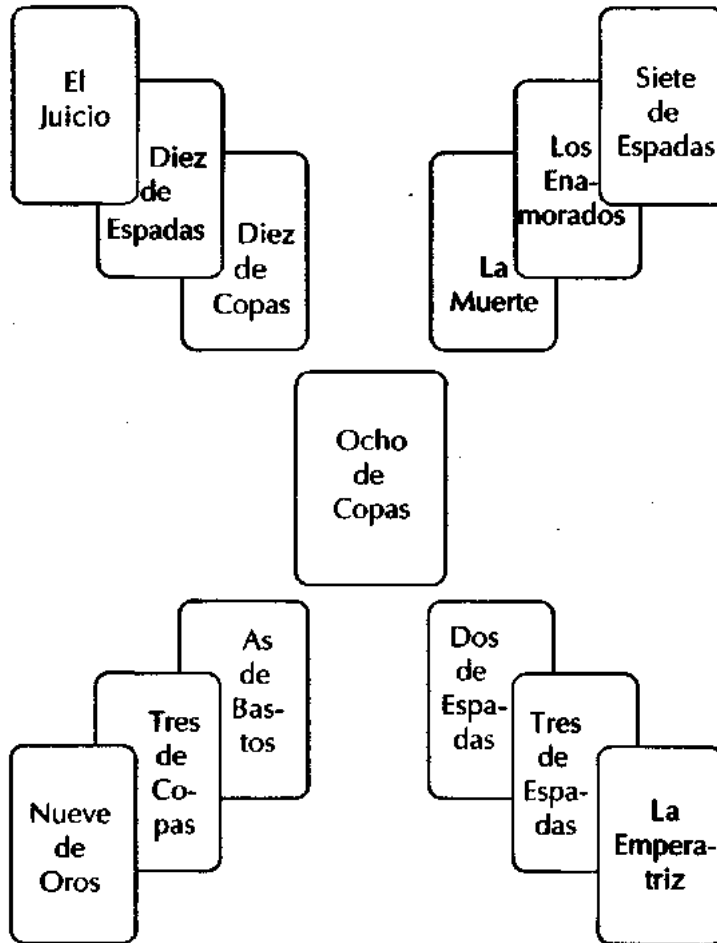 El
Juicio
Diez
de
Espadas
Diez
de
Copas
Siete
de
Espadas
Los
Ena-
morados
La
Muerte
Ocho
de
Copas
As
de
Bas-
tos
Tres
de
Co-
pas
Nueve
de
Oros
Dos
de
Espa-
das
Tres
de
Espa-
das
La
Empera-
triz